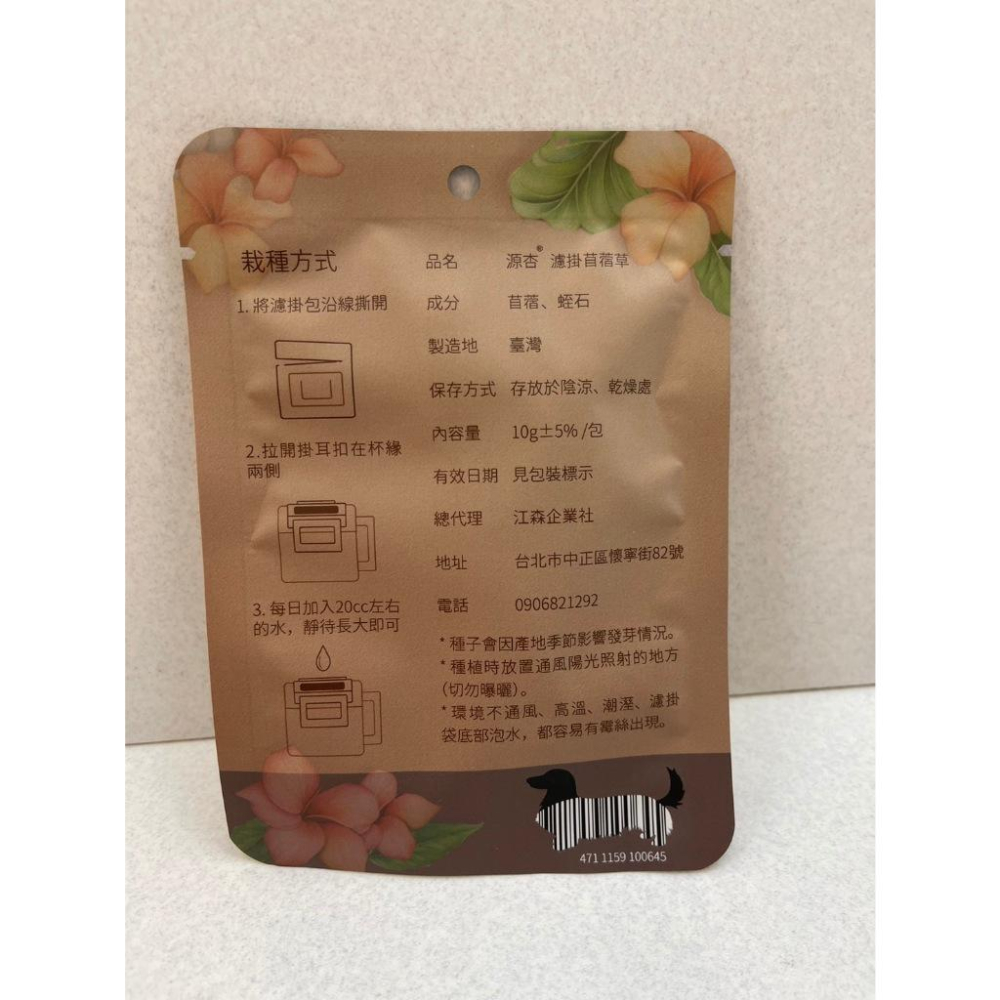 栽種方式
1. 將濾掛包沿線撕開
2.拉開掛耳扣在杯緣
兩側
3. 每日加入20cc左右
的水，靜待長大即可
品名 源杏® 濾掛苜蓿草
成分 苜蓿、蛭石
製造地 臺灣
保存方式 存放於陰涼、乾燥處
內容量 10g±5% /包
有效日期 見包裝標示
總代理 江森企業社
地址 台北市中正區懷寧街82號
電話 0906821292
*種子會因產地季節影響發芽情況。
*種植時放置通風陽光照射的地方
(切勿曝曬)。
*環境不通風、高溫、潮溼、濾掛
袋底部泡水，都容易有黴絲出現。
471 1159 100645